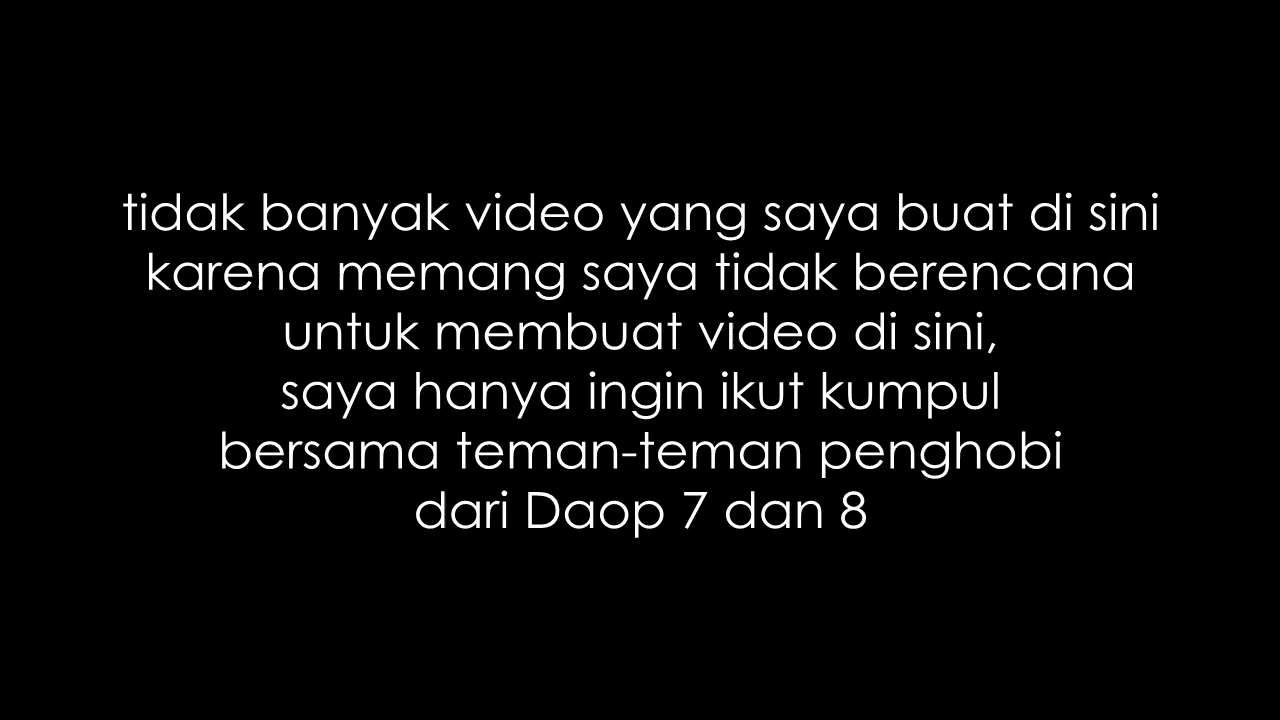 tidak banyak video yang saya buat di sini
karena memang saya tidak berencana
untuk membuat video di sini,
saya hanya ingin ikut kumpul
bersama teman-teman penghobi
dari Daop 7 dan 8